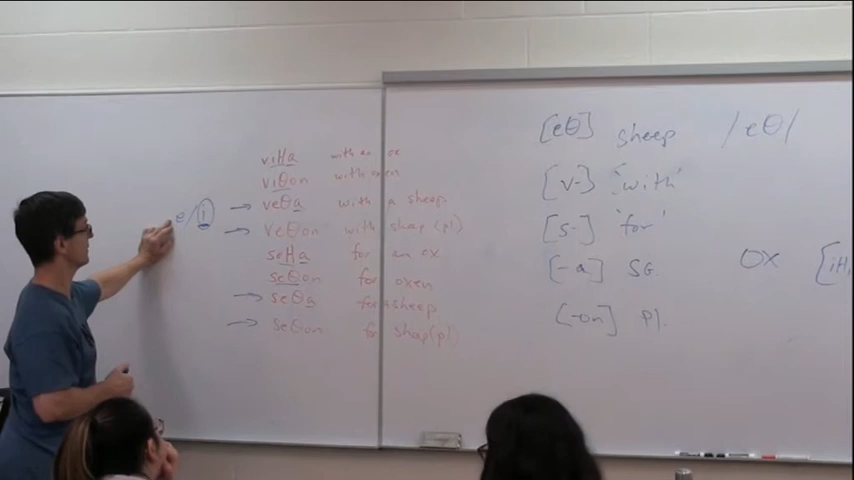 viHa with an ox
viθon with oxen
veθa with a sheep
veθon with sheep (pl)
seHa for an ox
seθon for oxen
seθa for a sheep
seθon for sheep (pl)
e/i
[eθ] sheep /eθ/
[v-] 'with'
[s-] 'for'
[-a] SG.
[-on] pl.
OX [iH,